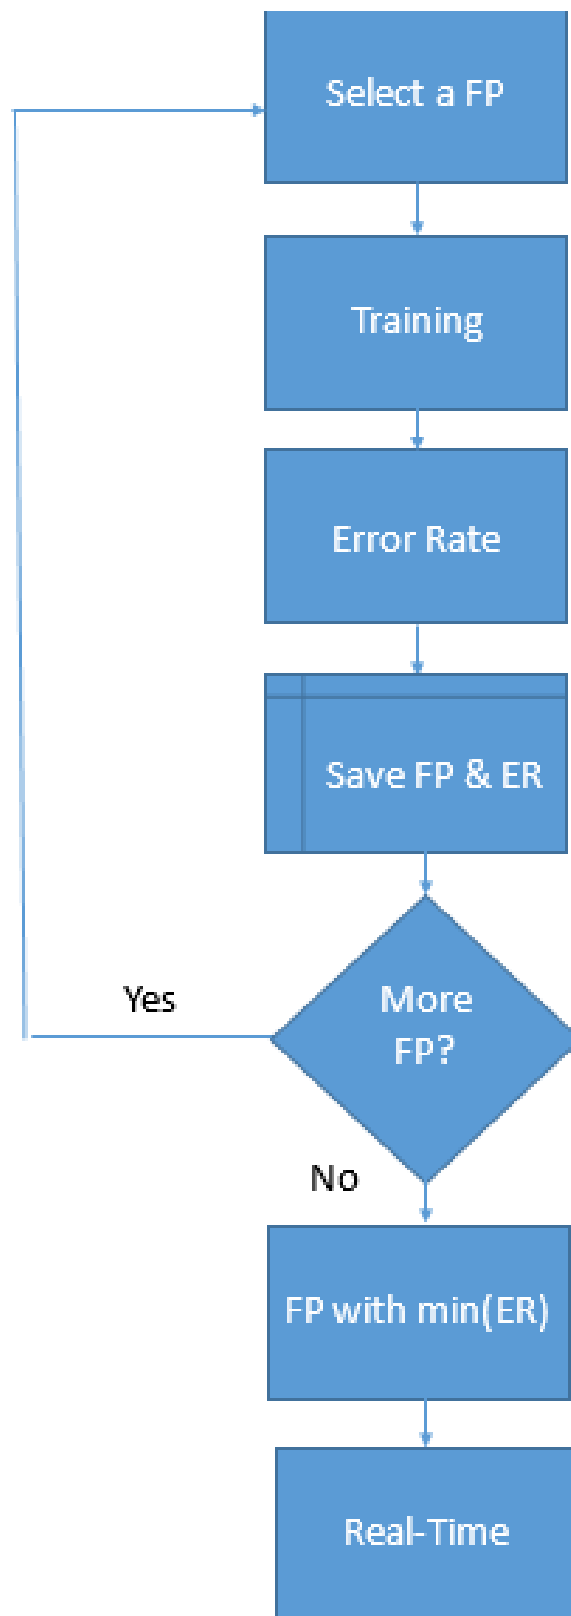 Select a FP
Training
Error Rate
Save FP & ER
Yes
More
FP?
No
FP with min(ER)
Real-Time